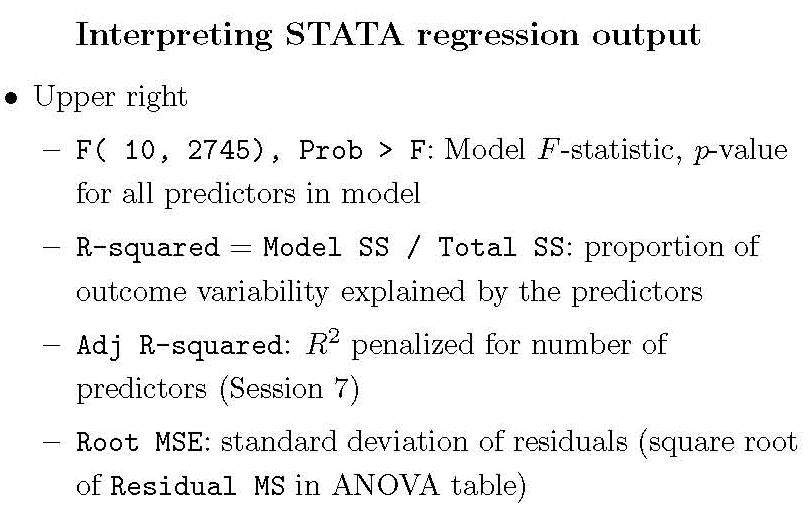 Interpreting STATA regression output
• Upper right
– F( 10, 2745), Prob > F: Model F-statistic, p-value
for all predictors in model
– R-squared = Model SS / Total SS: proportion of
outcome variability explained by the predictors
– Adj R-squared: R² penalized for number of
predictors (Session 7)
– Root MSE: standard deviation of residuals (square root
of Residual MS in ANOVA table)